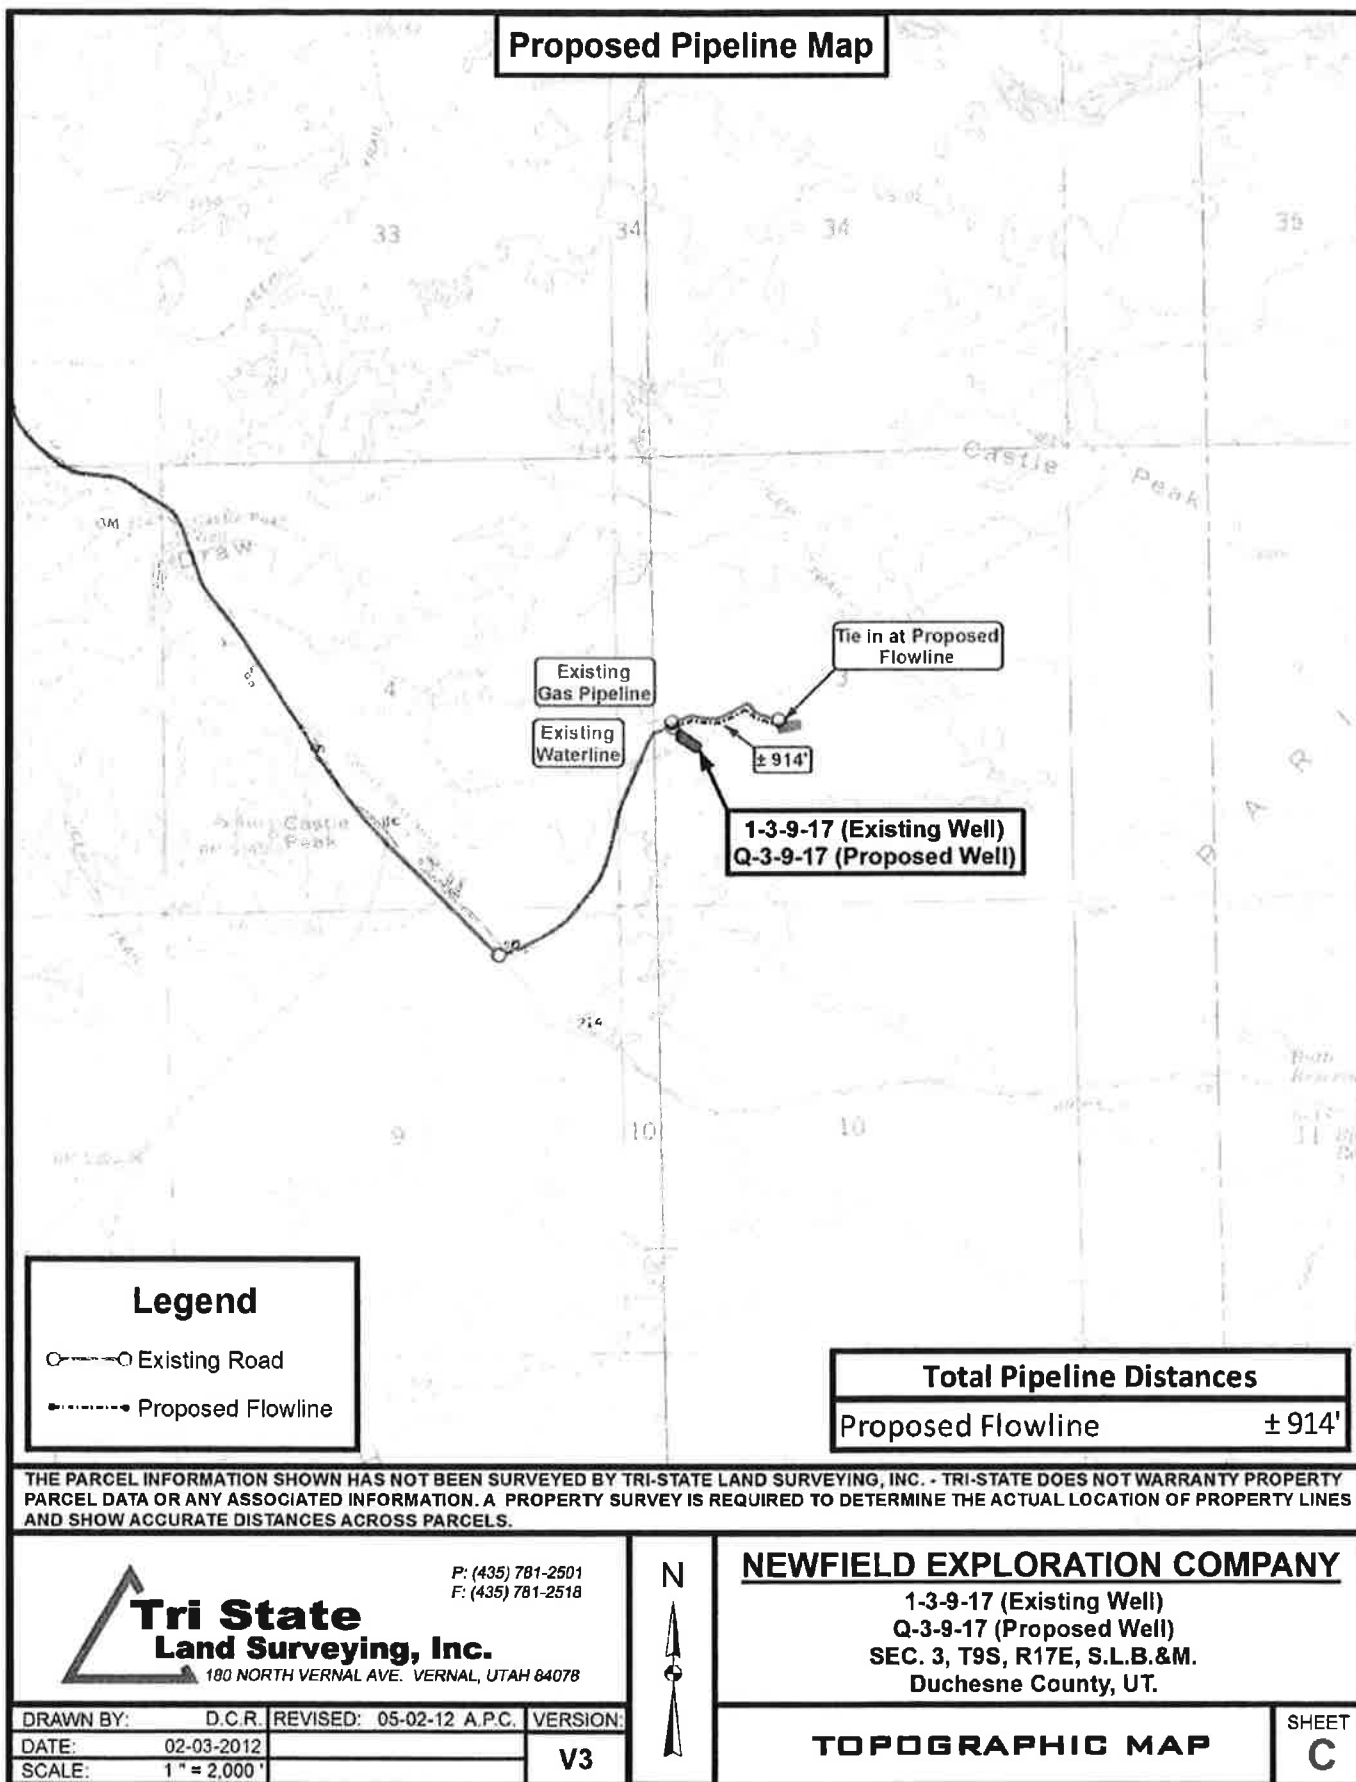 Proposed Pipeline Map
TRAIL
33
34
34
35
Castle
Peak
Draw
Tie in at Proposed
Flowline
Existing
Gas Pipeline
4
3
Existing
Waterline
± 914'
B A R
1-3-9-17 (Existing Well)
Q-3-9-17 (Proposed Well)
Castle
Peak
TRAIL
9
10
10
11
Legend
Existing Road
Proposed Flowline
Total Pipeline Distances
Proposed Flowline ± 914'
THE PARCEL INFORMATION SHOWN HAS NOT BEEN SURVEYED BY TRI-STATE LAND SURVEYING, INC. - TRI-STATE DOES NOT WARRANTY PROPERTY
PARCEL DATA OR ANY ASSOCIATED INFORMATION. A PROPERTY SURVEY IS REQUIRED TO DETERMINE THE ACTUAL LOCATION OF PROPERTY LINES
AND SHOW ACCURATE DISTANCES ACROSS PARCELS.
P: (435) 781-2501
F: (435) 781-2518
Tri State
Land Surveying, Inc.
180 NORTH VERNAL AVE. VERNAL, UTAH 84078
N
NEWFIELD EXPLORATION COMPANY
1-3-9-17 (Existing Well)
Q-3-9-17 (Proposed Well)
SEC. 3, T9S, R17E, S.L.B.&M.
Duchesne County, UT.
DRAWN BY: D.C.R. REVISED: 05-02-12 A.P.C. VERSION:
DATE: 02-03-2012
SCALE: 1 " = 2,000 '
V3
TOPOGRAPHIC MAP
SHEET
C